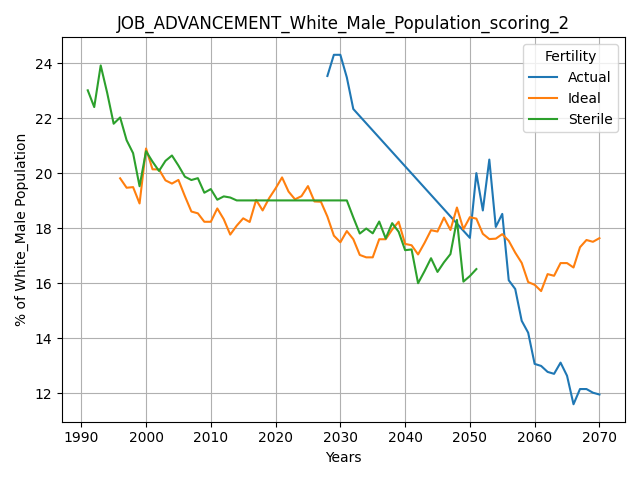 JOB_ADVANCEMENT_White_Male_Population_scoring_2
% of White_Male Population
24
22
20
18
16
14
12
Fertility
Actual
Ideal
Sterile
1990 2000 2010 2020 2030 2040 2050 2060 2070
Years